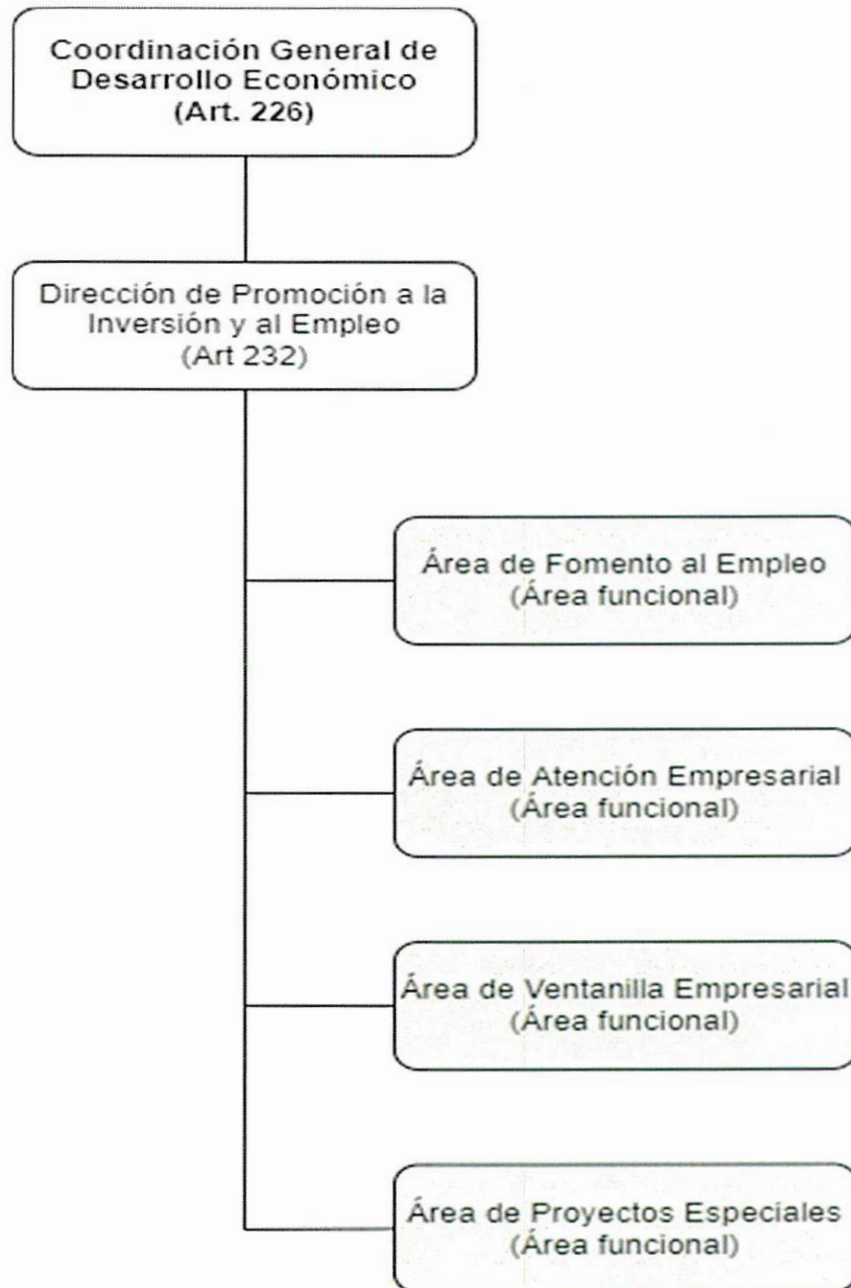 Coordinación General de
Desarrollo Económico
(Art. 226)
Dirección de Promoción a la
Inversión y al Empleo
(Art 232)
Área de Fomento al Empleo
(Área funcional)
Área de Atención Empresarial
(Área funcional)
Área de Ventanilla Empresarial
(Área funcional)
Área de Proyectos Especiales
(Área funcional)